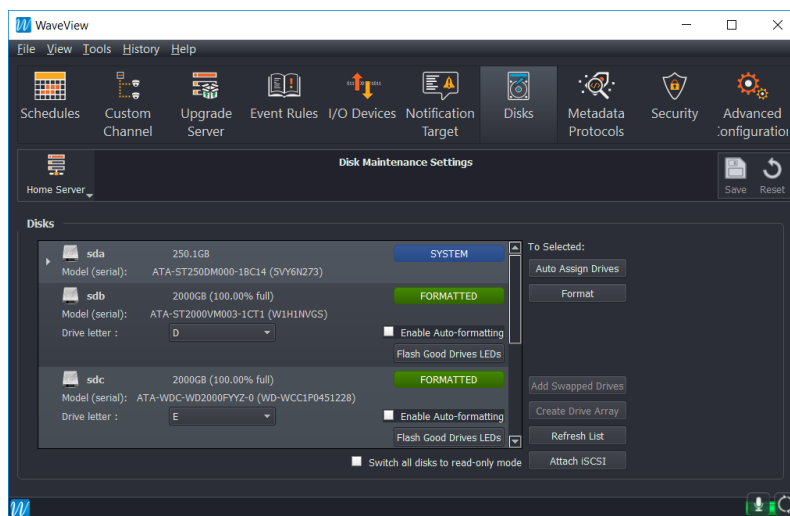 WaveView
File View Tools History Help
Schedules
Custom Channel
Upgrade Server
Event Rules
I/O Devices
Notification Target
Disks
Metadata Protocols
Security
Advanced Configuration
Home Server
Disk Maintenance Settings
Save
Reset
Disks
sda 250.1GB SYSTEM
Model (serial): ATA-ST250DM000-1BC14 (5VY6N273)
sdb 2000GB (100.00% full) FORMATTED
Model (serial): ATA-ST2000VM003-1CT1 (W1H1NVGS)
Drive letter : D Enable Auto-formatting
Flash Good Drives LEDs
sdc 2000GB (100.00% full) FORMATTED
Model (serial): ATA-WDC-WD2000FYYZ-0 (WD-WCC1P0451228)
Drive letter : E Enable Auto-formatting
Flash Good Drives LEDs
Switch all disks to read-only mode
To Selected:
Auto Assign Drives
Format
Add Swapped Drives
Create Drive Array
Refresh List
Attach iSCSI